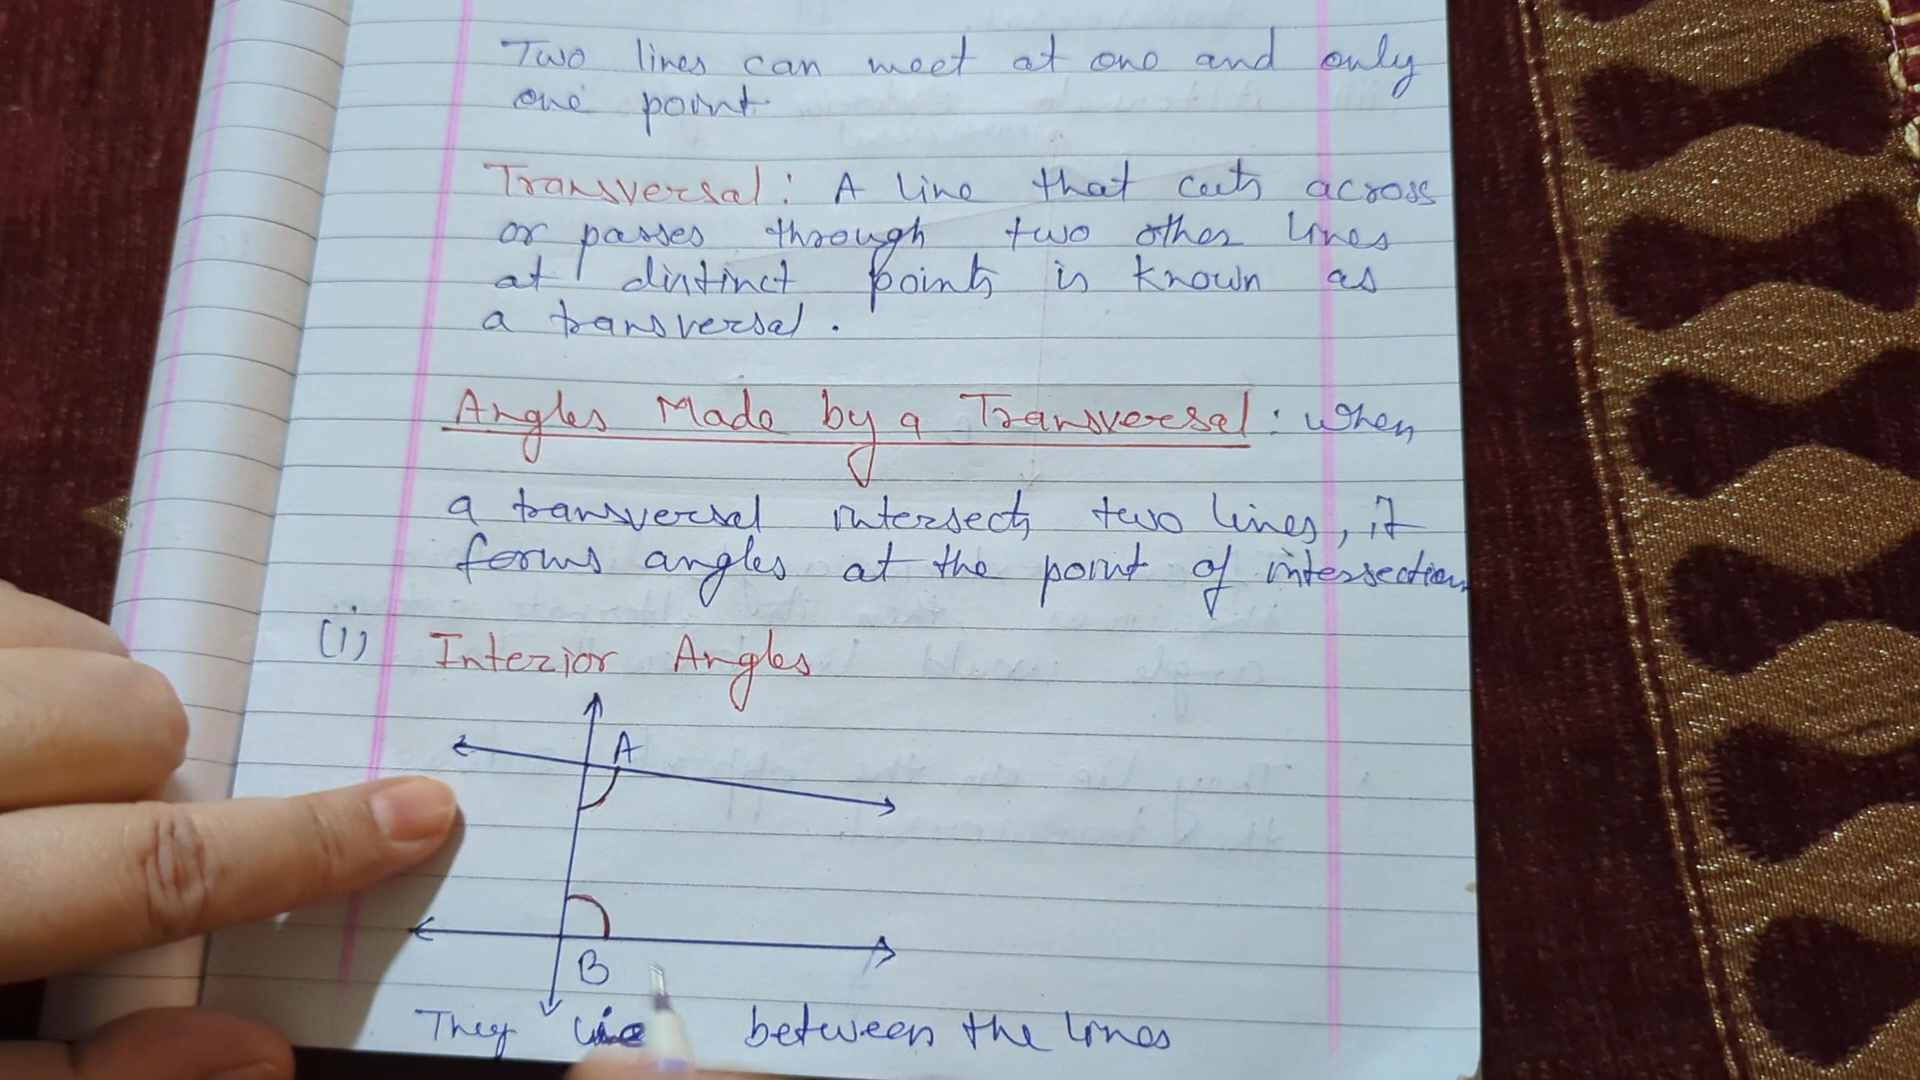 Two lines can meet at one and only
one point.
Transversal: A line that cuts across
or passes through two other lines
at distinct points is known as
a transversal.
Angles Made by a Transversal: when
a transversal intersects two lines, it
forms angles at the point of intersection
(i) Interior Angles
A
B
They lie between the lines